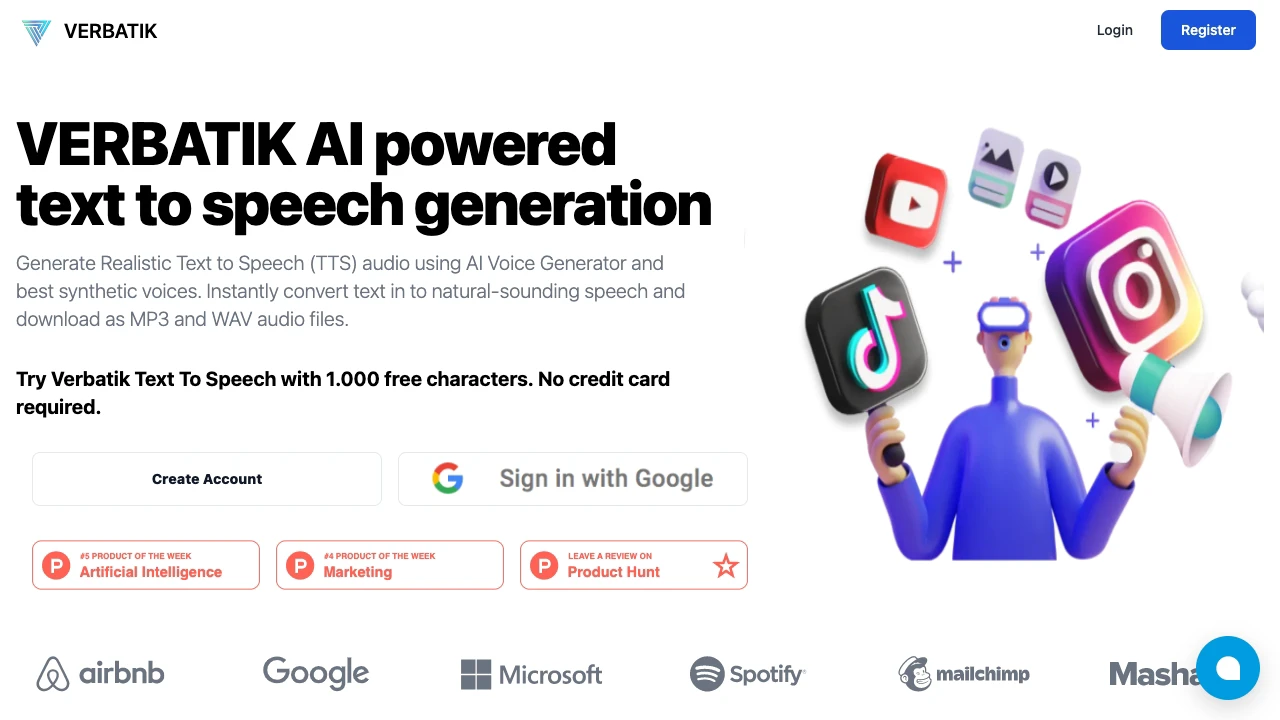 VERBATIK
Login
Register
VERBATIK AI powered
text to speech generation
Generate Realistic Text to Speech (TTS) audio using AI Voice Generator and
best synthetic voices. Instantly convert text in to natural-sounding speech and
download as MP3 and WAV audio files.
Try Verbatik Text To Speech with 1.000 free characters. No credit card
required.
Create Account
Sign in with Google
#5 PRODUCT OF THE WEEK
Artificial Intelligence
#4 PRODUCT OF THE WEEK
Marketing
LEAVE A REVIEW ON
Product Hunt
airbnb
Google
Microsoft
Spotify
mailchimp